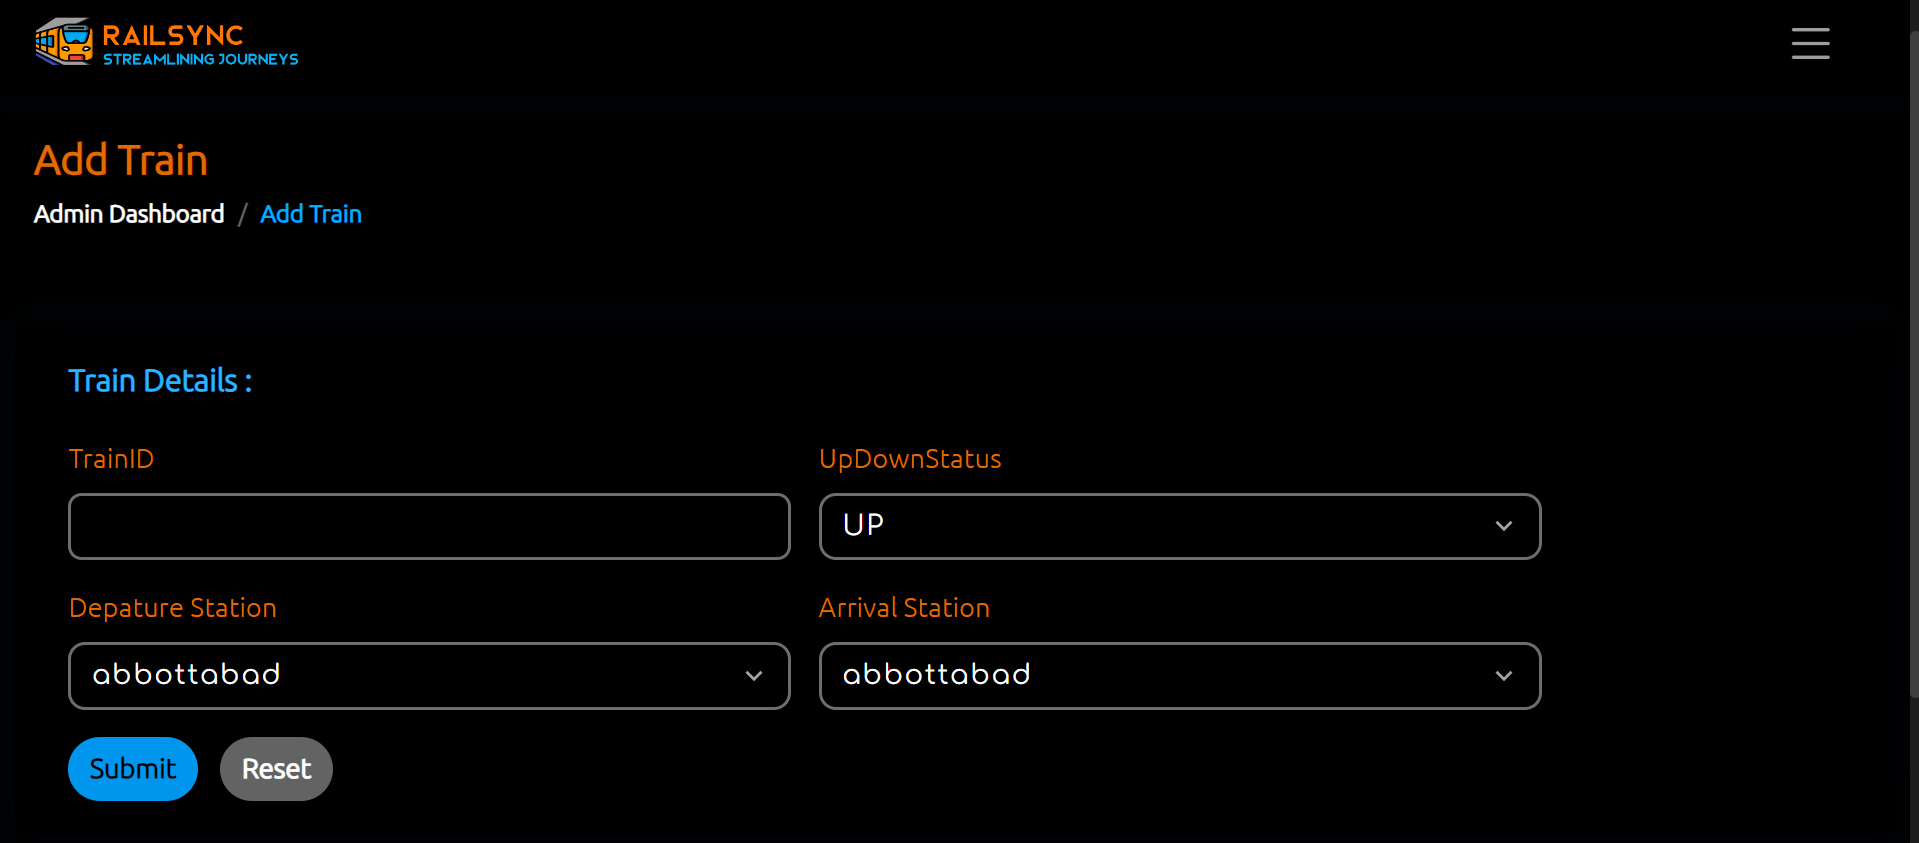 RAILSYNC
STREAMLINING JOURNEYS
Add Train
Admin Dashboard / Add Train
Train Details :
TrainID UpDownStatus
UP
Depature Station Arrival Station
abbottabad abbottabad
Submit Reset